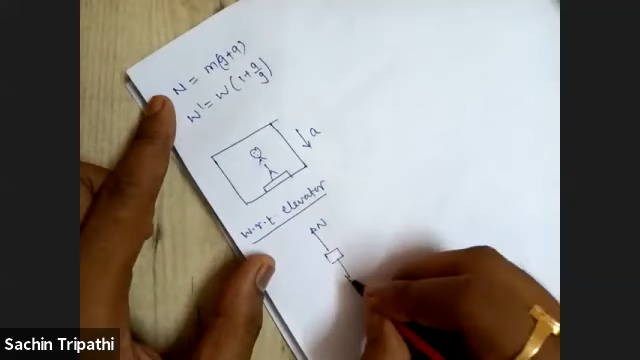 N = m(g+a)
W' = W(1+a/g)
↓a
w.r.t elevator
N
Sachin Tripathi